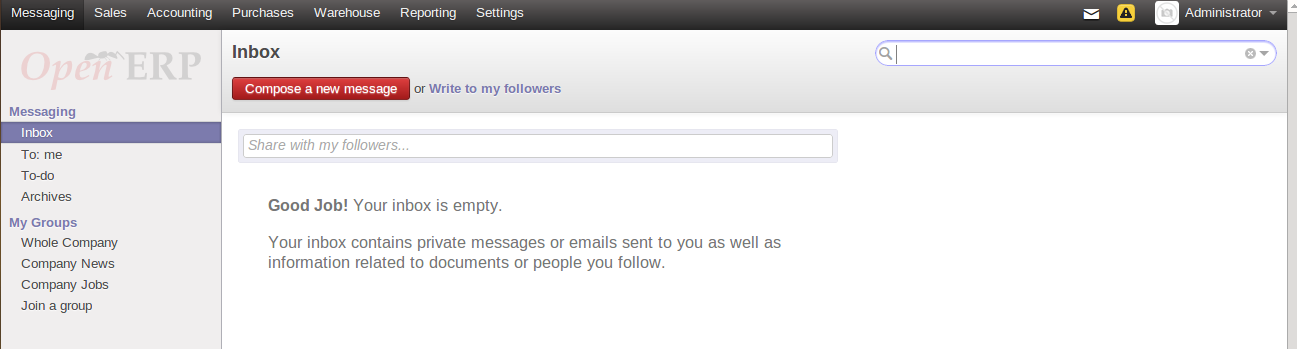 Messaging Sales Accounting Purchases Warehouse Reporting Settings Administrator
Open ERP
Messaging
Inbox
To: me
To-do
Archives
My Groups
Whole Company
Company News
Company Jobs
Join a group
Inbox
Compose a new message or Write to my followers
Share with my followers...
Good Job! Your inbox is empty.
Your inbox contains private messages or emails sent to you as well as
information related to documents or people you follow.